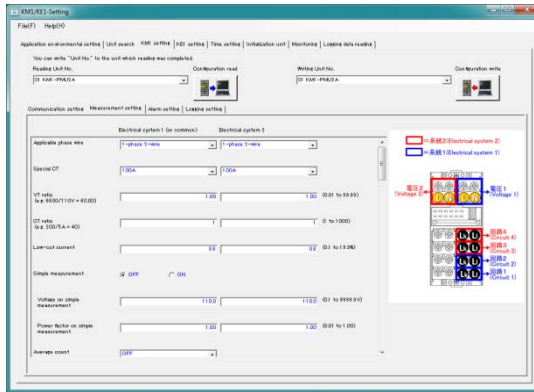 KM1/KE1-Setting
File(F) Help(H)
Application environmental setting | Unit search | KM1 setting | KE1 setting | Time setting | Initialization unit | Monitoring | Logging data reading
You can write "Unit No." to the unit which reading was completed.
Reading Unit No. Configuration read Writing Unit No. Configuration write
01 KM1-PMU2A 01 KM1-PMU2A
Communication setting Measurement setting Alarm setting Logging setting
Electrical system 1 (or common) Electrical system 2
Applicable phase wire 1-phase 2-wire 1-phase 2-wire
Special CT 100A 100A
VT ratio 1.00 1.00 (0.01 to 99.99)
(e.g. 6600/110V = 60.00)
CT ratio 1 1 (1 to 1000)
(e.g. 200/5A = 40)
Low-cut current 0.6 0.6 (0.1 to 19.9%)
Simple measurement OFF ON
Voltage on simple measurement 110.0 110.0 (0.0 to 9999.9V)
Power factor on simple measurement 1.00 1.00 (0.01 to 1.00)
Average count OFF
=系統2(Electrical system 2)
=系統1(Electrical system 1)
電圧2
(Voltage 2)
電圧1
(Voltage 1)
回路4
(Circuit 4)
回路3
(Circuit 3)
回路2
(Circuit 2)
回路1
(Circuit 1)